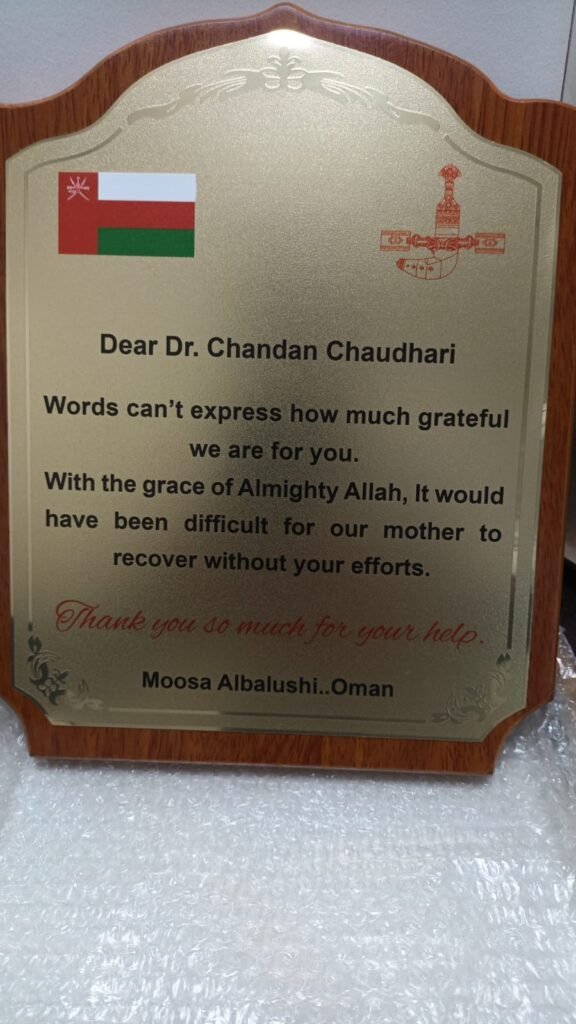 Dear Dr. Chandan Chaudhari
Words can't express how much grateful
we are for you.
With the grace of Almighty Allah, It would
have been difficult for our mother to
recover without your efforts.
Thank you so much for your help.
Moosa Albalushi..Oman